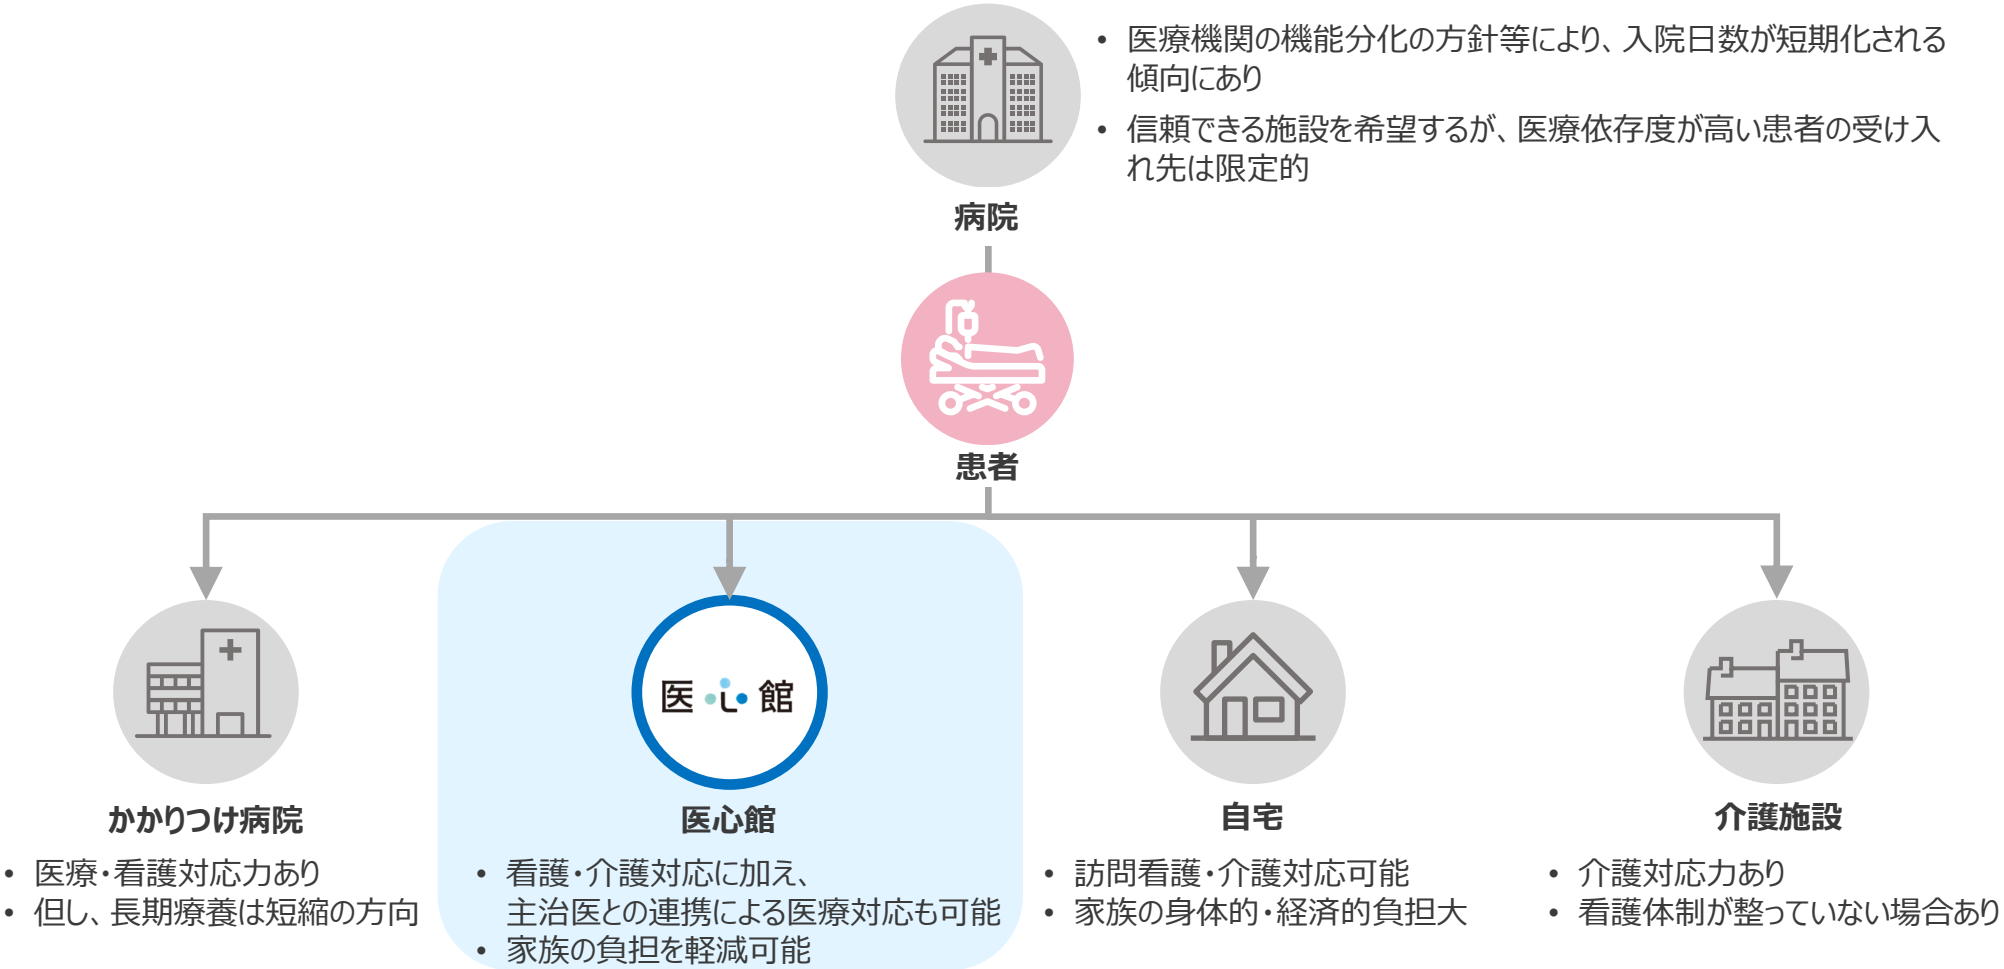 • 医療機関の機能分化の方針等により、入院日数が短期化される
傾向にあり
• 信頼できる施設を希望するが、医療依存度が高い患者の受け入
れ先は限定的
病院
患者
医心館
かかりつけ病院
• 医療・看護対応力あり
• 但し、長期療養は短縮の方向
医心館
• 看護・介護対応に加え、
主治医との連携による医療対応も可能
• 家族の負担を軽減可能
自宅
• 訪問看護・介護対応可能
• 家族の身体的・経済的負担大
介護施設
• 介護対応力あり
• 看護体制が整っていない場合あり